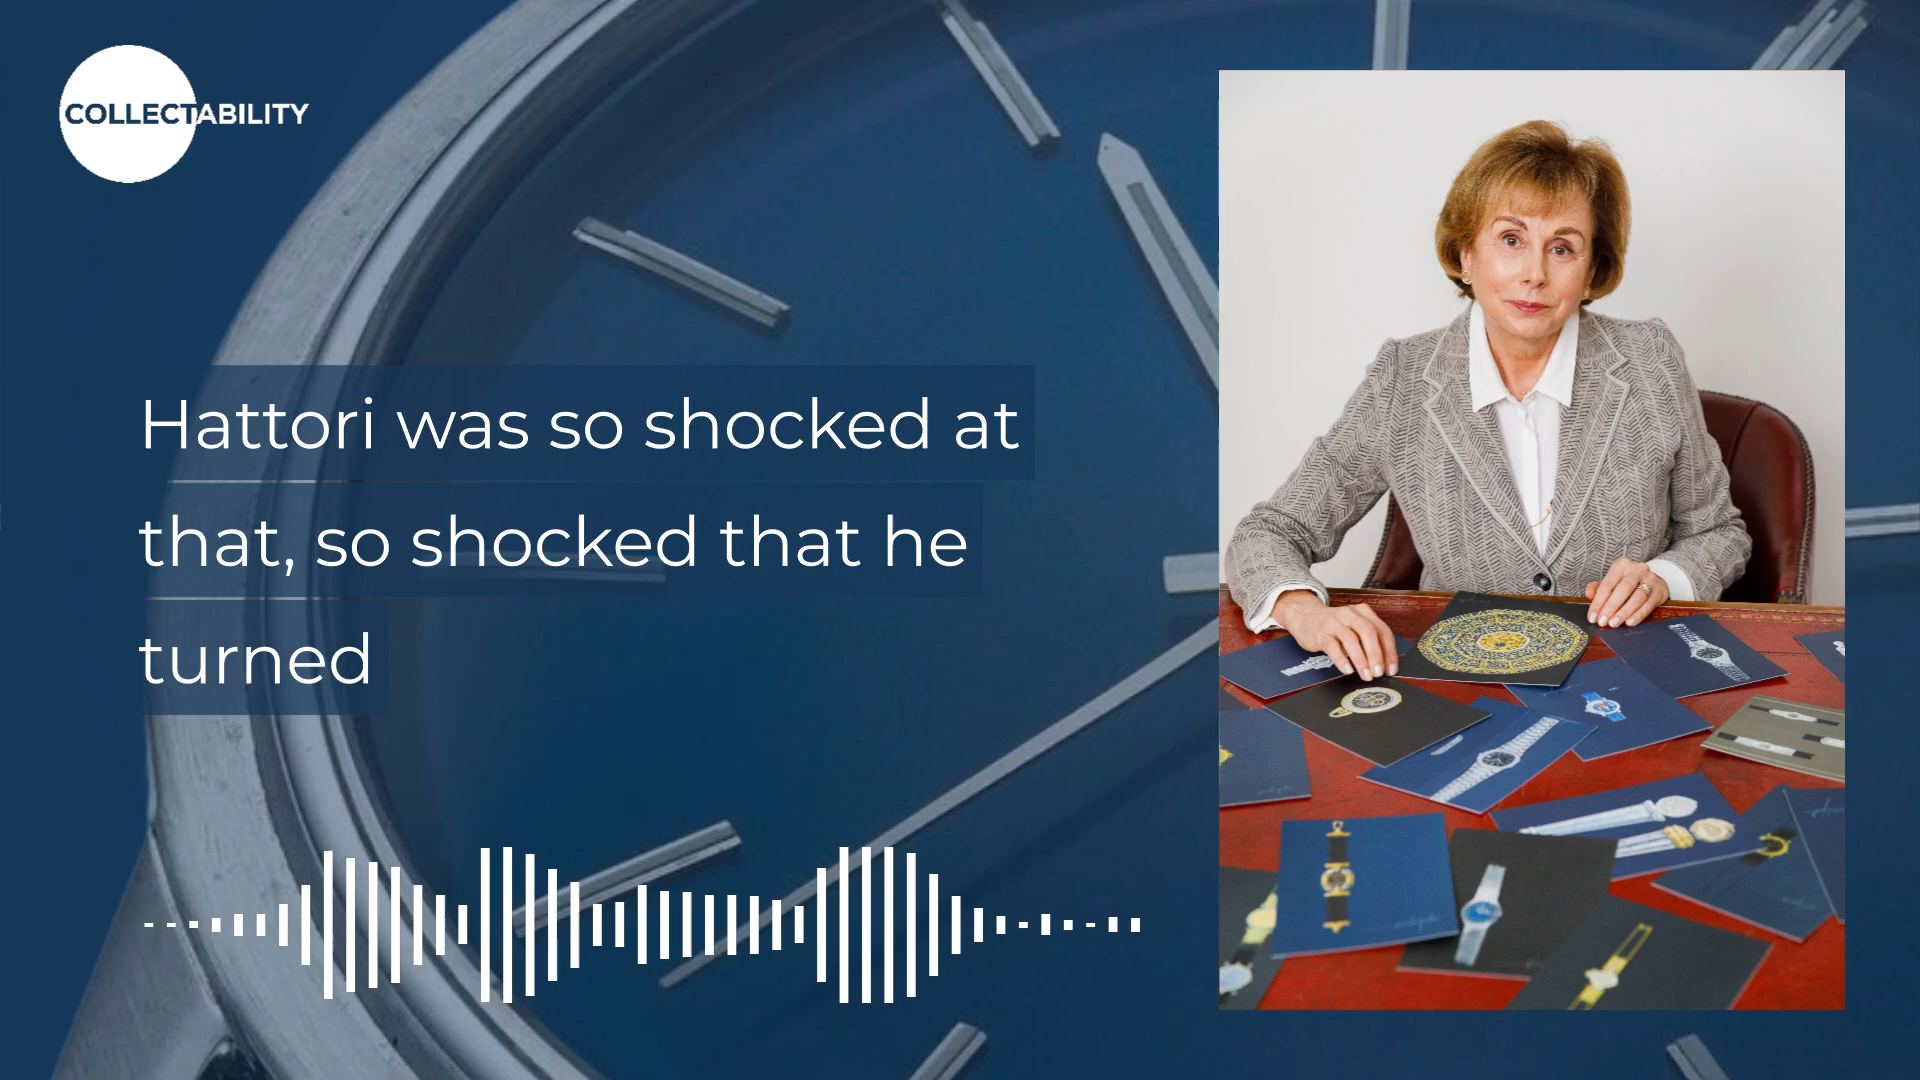 COLLECTABILITY
Hattori was so shocked at
that, so shocked that he
turned